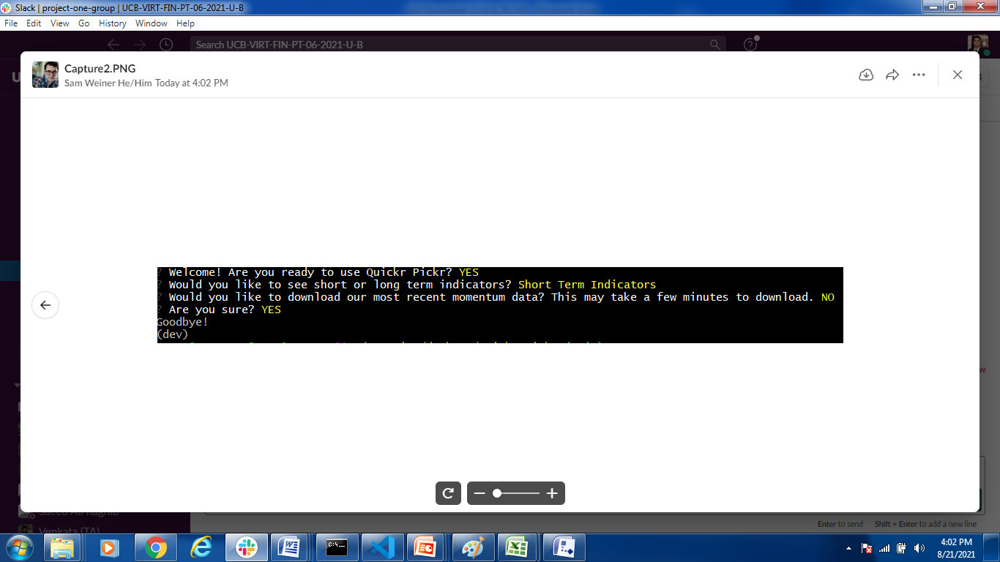 Slack | project-one-group | UCB-VIRT-FIN-PT-06-2021-U-B
File Edit View Go History Window Help
Search UCB-VIRT-FIN-PT-06-2021-U-B
Capture2.PNG
Sam Weiner He/Him Today at 4:02 PM
? Welcome! Are you ready to use Quickr Pickr? YES
? Would you like to see short or long term indicators? Short Term Indicators
? Would you like to download our most recent momentum data? This may take a few minutes to download. NO
? Are you sure? YES
Goodbye!
(dev)
Venkata (TA)
Enter to send Shift + Enter to add a new line
4:02 PM
8/21/2021